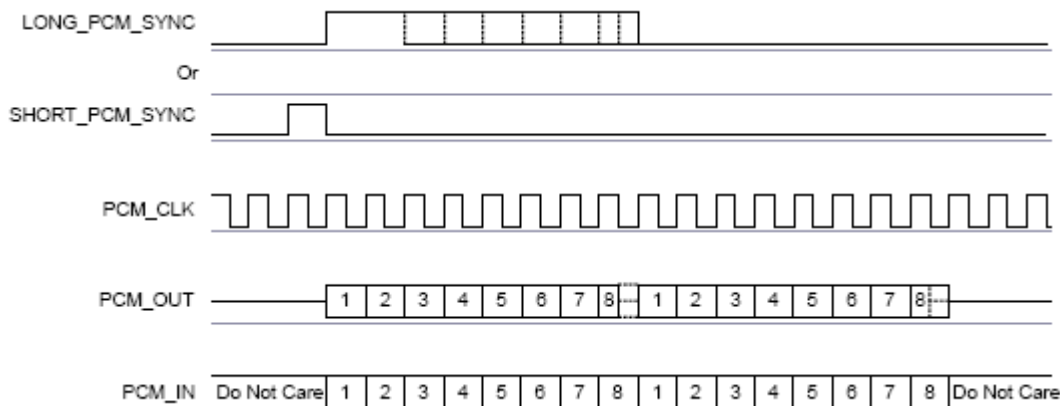 LONG_PCM_SYNC
Or
SHORT_PCM_SYNC
PCM_CLK
PCM_OUT 1 2 3 4 5 6 7 8 1 2 3 4 5 6 7 8
PCM_IN Do Not Care 1 2 3 4 5 6 7 8 1 2 3 4 5 6 7 8 Do Not Care